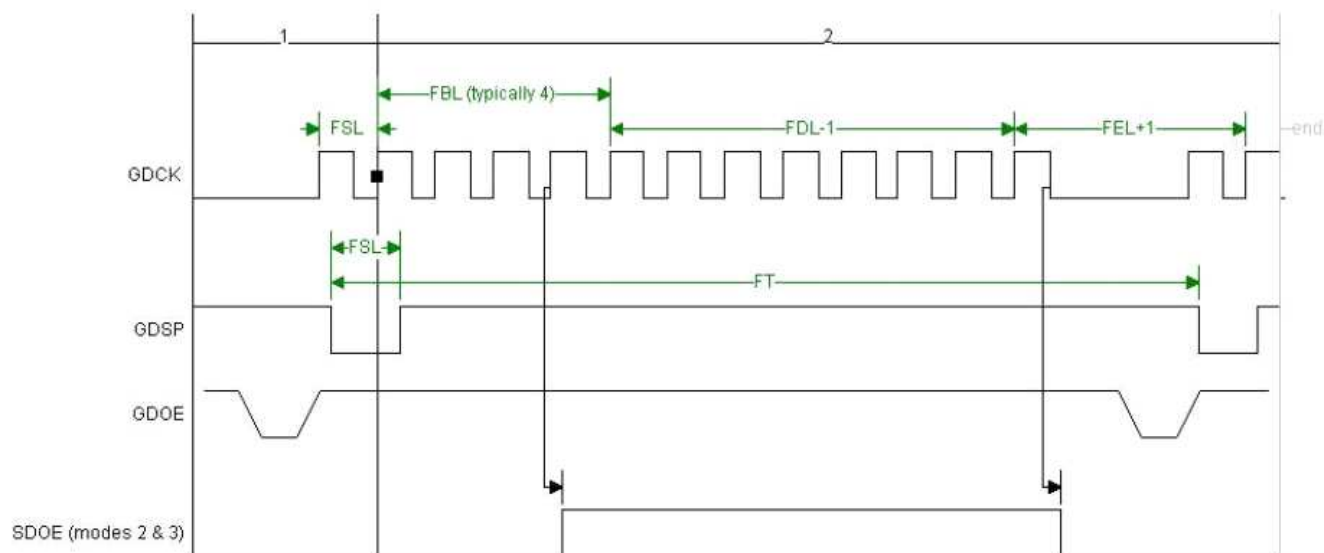 1
2
FBL (typically 4)
FSL
FDL-1
FEL+1
end
GDCK
FSL
FT
GDSP
GDOE
SDOE (modes 2 & 3)